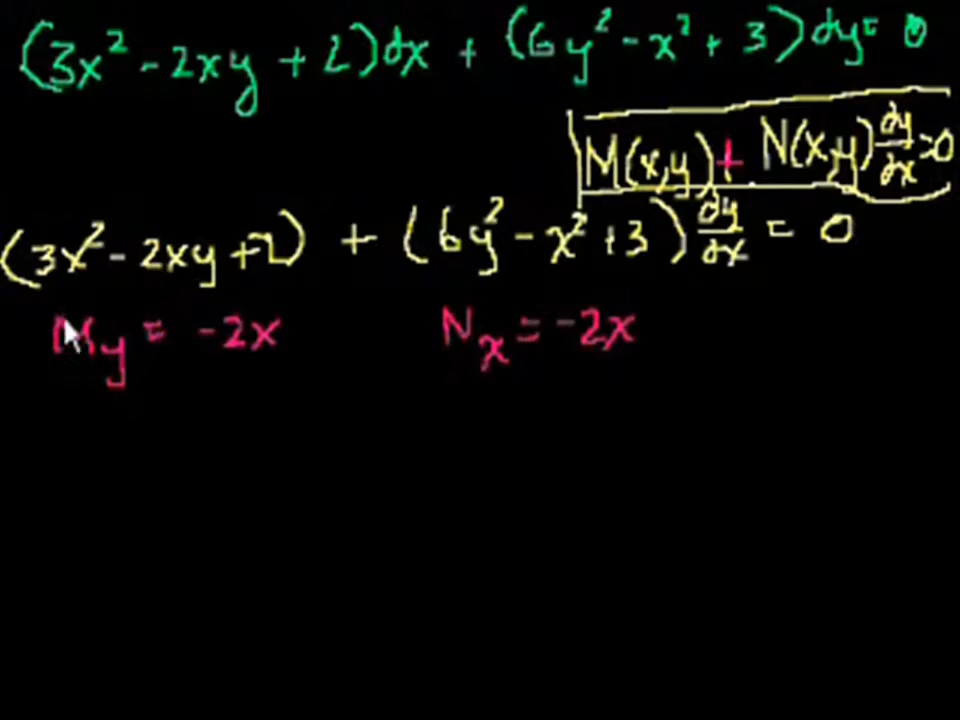 (3x² - 2xy + 2)dx + (6y² - x² + 3)dy = 0
M(x,y) + N(x,y) dy/dx = 0
(3x² - 2xy + 2) + (6y² - x² + 3) dy/dx = 0
My = -2x Nx = -2x